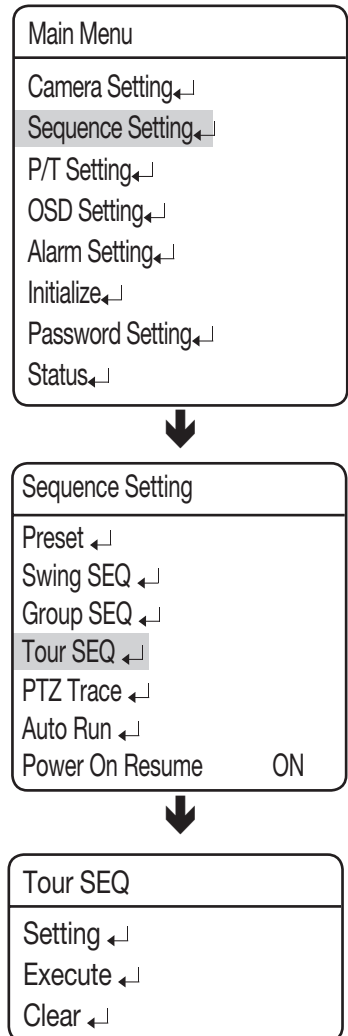 Main Menu
Camera Setting↵
Sequence Setting↵
P/T Setting↵
OSD Setting↵
Alarm Setting↵
Initialize↵
Password Setting↵
Status↵
Sequence Setting
Preset ↵
Swing SEQ ↵
Group SEQ ↵
Tour SEQ ↵
PTZ Trace ↵
Auto Run ↵
Power On Resume ON
Tour SEQ
Setting ↵
Execute ↵
Clear ↵